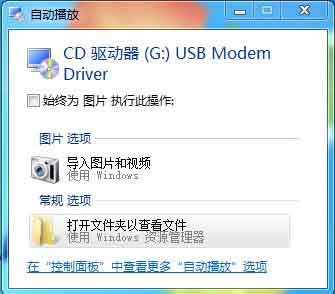 自动播放
CD 驱动器 (G:) USB Modem
Driver
始终为 图片 执行此操作:
图片 选项
导入图片和视频
使用 Windows
常规 选项
打开文件夹以查看文件
使用 Windows 资源管理器
在“控制面板”中查看更多“自动播放”选项